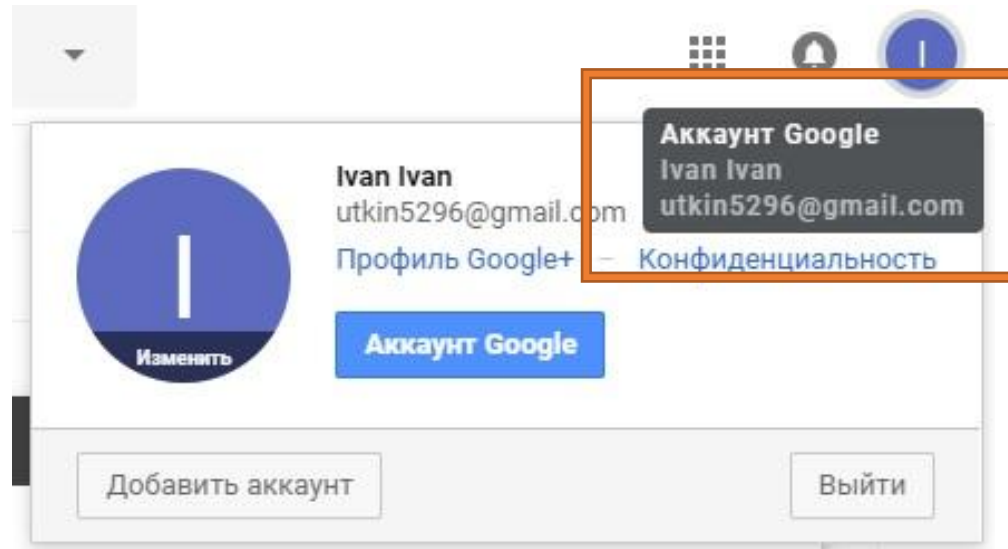 I
Аккаунт Google
Ivan Ivan
utkin5296@gmail.com
Ivan Ivan
utkin5296@gmail.com
Профиль Google+ – Конфиденциальность
I
Изменить
Аккаунт Google
Добавить аккаунт
Выйти